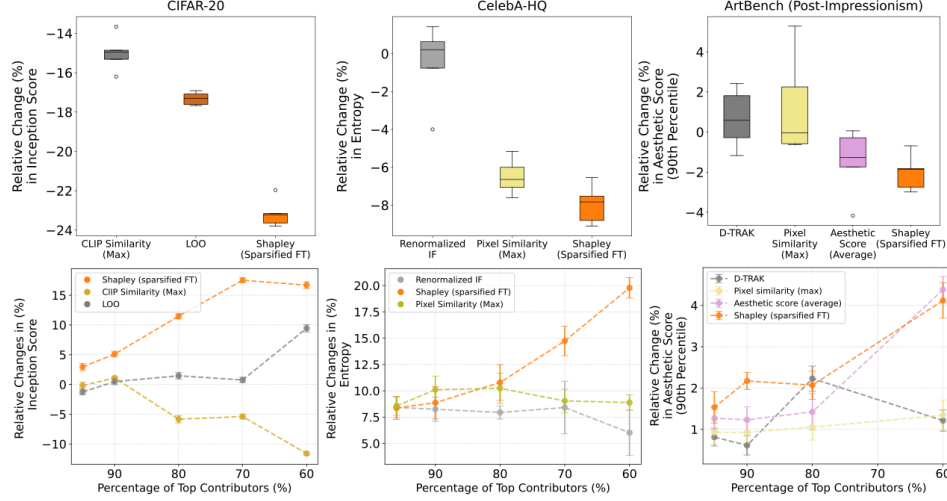 CIFAR-20
Relative Change (%)
in Inception Score
−14
−16
−18
−20
−22
−24
CLIP Similarity
(Max)
LOO
Shapley
(Sparsified FT)
CelebA-HQ
Relative Change (%)
in Entropy
0
−2
−4
−6
−8
Renormalized
IF
Pixel Similarity
(Max)
Shapley
(Sparsified FT)
ArtBench (Post-Impressionism)
Relative Change (%)
in Aesthetic Score
(90th Percentile)
4
2
0
−2
−4
D-TRAK
Pixel
Similarity
(Max)
Aesthetic
Score
(Average)
Shapley
(Sparsified FT)
Relative Changes in (%)
Inception Score
15
10
5
0
−5
−10
Shapley (sparsified FT)
CLIP Similarity (Max)
LOO
90
80
70
60
Percentage of Top Contributors (%)
Relative Changes in (%)
Entropy
20.0
17.5
15.0
12.5
10.0
7.5
5.0
Renormalized IF
Shapley (sparsified FT)
Pixel Similarity (Max)
90
80
70
60
Percentage of Top Contributors (%)
Relative Change (%)
in Aesthetic Score
(90th Percentile)
4
3
2
1
D-TRAK
Pixel similarity (max)
Aesthetic score (average)
Shapley (sparsified FT)
90
80
70
60
Percentage of Top Contributors (%)